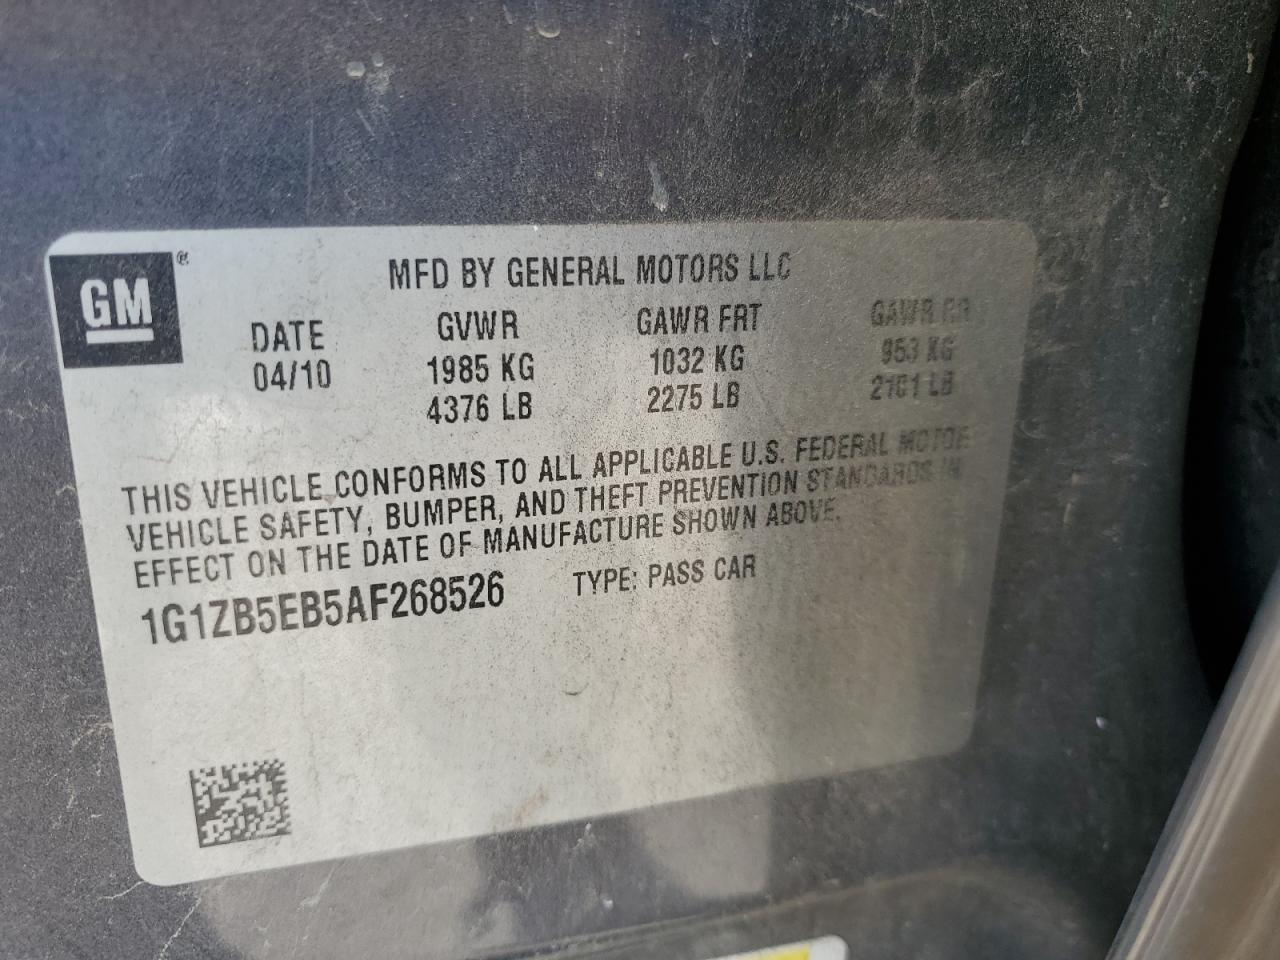 GM ®
MFD BY GENERAL MOTORS LLC
DATE GVWR GAWR FRT GAWR RR
04/10 1985 KG 1032 KG 953 KG
4376 LB 2275 LB 2101 LB
THIS VEHICLE CONFORMS TO ALL APPLICABLE U.S. FEDERAL MOTOR
VEHICLE SAFETY, BUMPER, AND THEFT PREVENTION STANDARDS IN
EFFECT ON THE DATE OF MANUFACTURE SHOWN ABOVE.
1G1ZB5EB5AF268526 TYPE: PASS CAR